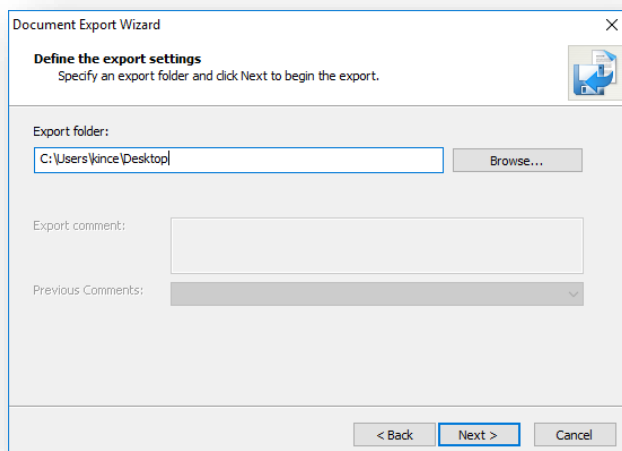 Document Export Wizard
Define the export settings
Specify an export folder and click Next to begin the export.
Export folder:
C:\Users\kince\Desktop
Browse...
Export comment:
Previous Comments:
< Back
Next >
Cancel